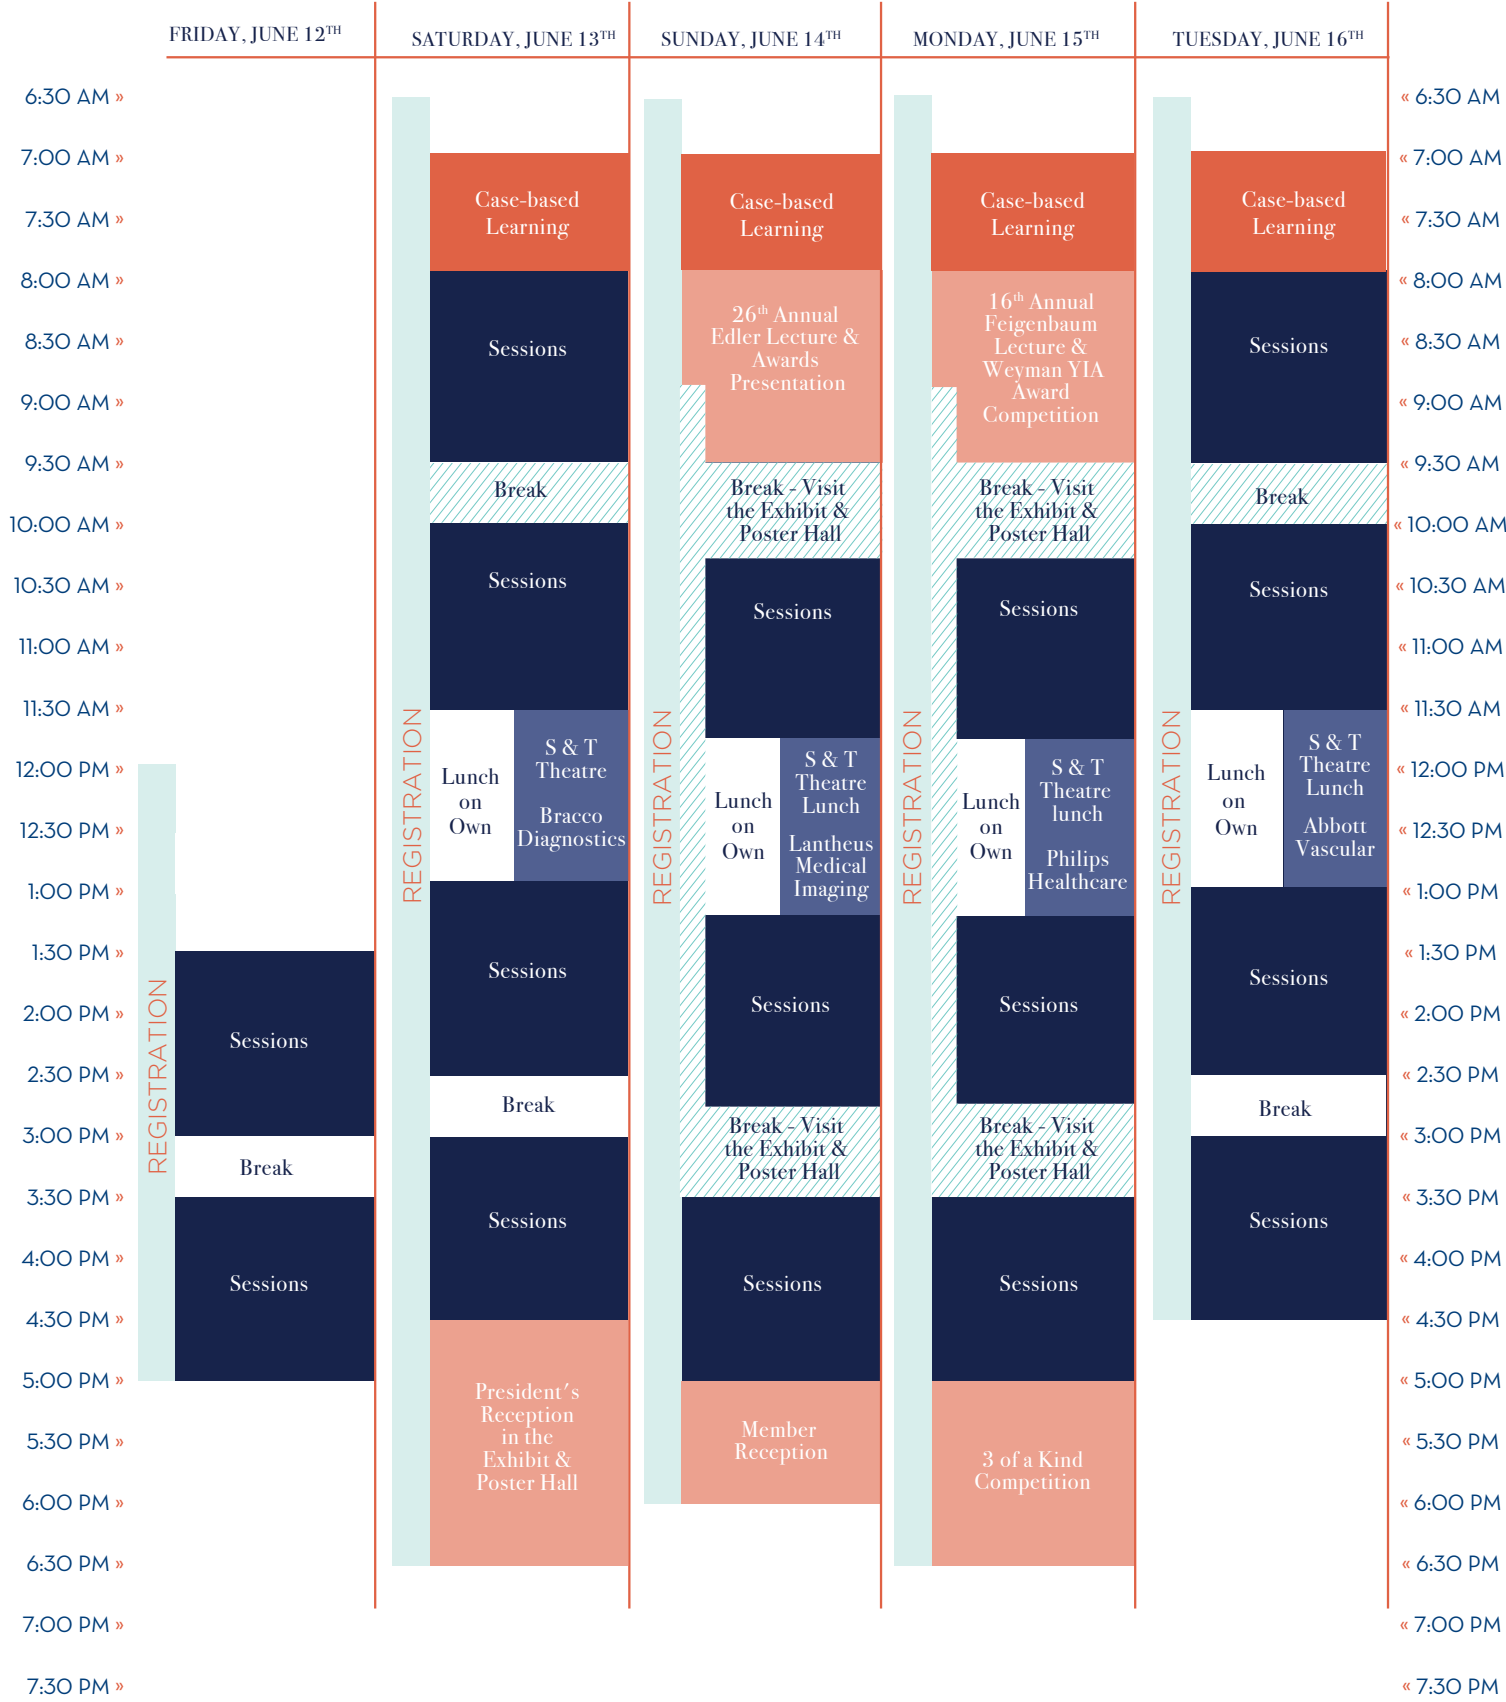 FRIDAY, JUNE 12TH
SATURDAY, JUNE 13TH
SUNDAY, JUNE 14TH
MONDAY, JUNE 15TH
TUESDAY, JUNE 16TH
6:30 AM »
7:00 AM »
7:30 AM »
8:00 AM »
8:30 AM »
9:00 AM »
9:30 AM »
10:00 AM »
10:30 AM »
11:00 AM »
11:30 AM »
12:00 PM »
12:30 PM »
1:00 PM »
1:30 PM »
2:00 PM »
2:30 PM »
3:00 PM »
3:30 PM »
4:00 PM »
4:30 PM »
5:00 PM »
5:30 PM »
6:00 PM »
6:30 PM »
7:00 PM »
7:30 PM »
REGISTRATION
Sessions
Break
Sessions
REGISTRATION
Case-based
Learning
Sessions
Break
Sessions
Lunch
on
Own
S & T
Theatre
Bracco
Diagnostics
Sessions
Break
Sessions
President's
Reception
in the
Exhibit &
Poster Hall
REGISTRATION
Case-based
Learning
26th Annual
Edler Lecture &
Awards
Presentation
Break - Visit
the Exhibit &
Poster Hall
Sessions
Lunch
on
Own
S & T
Theatre
Lunch
Lantheus
Medical
Imaging
Sessions
Break - Visit
the Exhibit &
Poster Hall
Sessions
Member
Reception
REGISTRATION
Case-based
Learning
16th Annual
Feigenbaum
Lecture &
Weyman YIA
Award
Competition
Break - Visit
the Exhibit &
Poster Hall
Sessions
Lunch
on
Own
S & T
Theatre
lunch
Philips
Healthcare
Sessions
Break - Visit
the Exhibit &
Poster Hall
Sessions
3 of a Kind
Competition
REGISTRATION
Case-based
Learning
Sessions
Break
Sessions
Lunch
on
Own
S & T
Theatre
Lunch
Abbott
Vascular
Sessions
Break
Sessions
« 6:30 AM
« 7:00 AM
« 7:30 AM
« 8:00 AM
« 8:30 AM
« 9:00 AM
« 9:30 AM
« 10:00 AM
« 10:30 AM
« 11:00 AM
« 11:30 AM
« 12:00 PM
« 12:30 PM
« 1:00 PM
« 1:30 PM
« 2:00 PM
« 2:30 PM
« 3:00 PM
« 3:30 PM
« 4:00 PM
« 4:30 PM
« 5:00 PM
« 5:30 PM
« 6:00 PM
« 6:30 PM
« 7:00 PM
« 7:30 PM